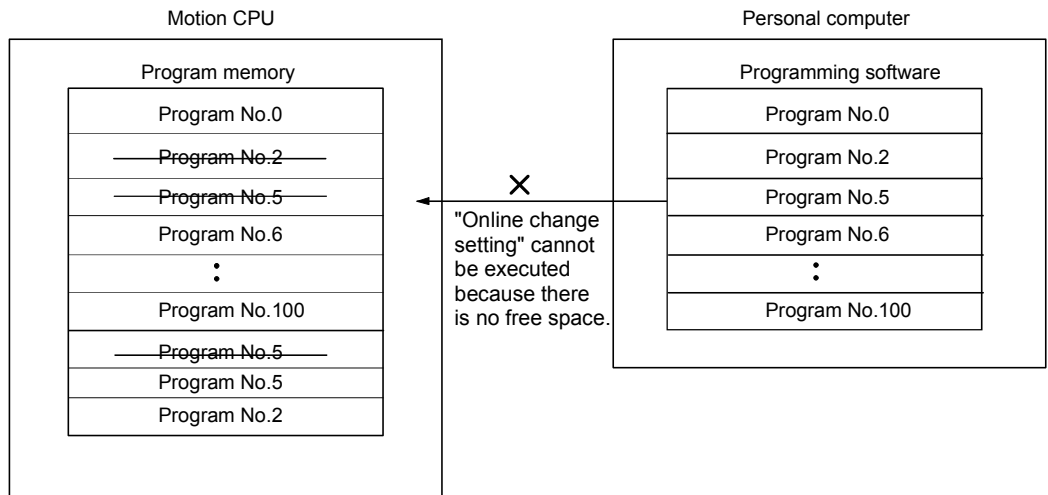 Motion CPU
Program memory
Program No.0
Program No.2
Program No.5
Program No.6
Program No.100
Program No.5
Program No.5
Program No.2
"Online change
setting" cannot
be executed
because there
is no free space.
Personal computer
Programming software
Program No.0
Program No.2
Program No.5
Program No.6
Program No.100